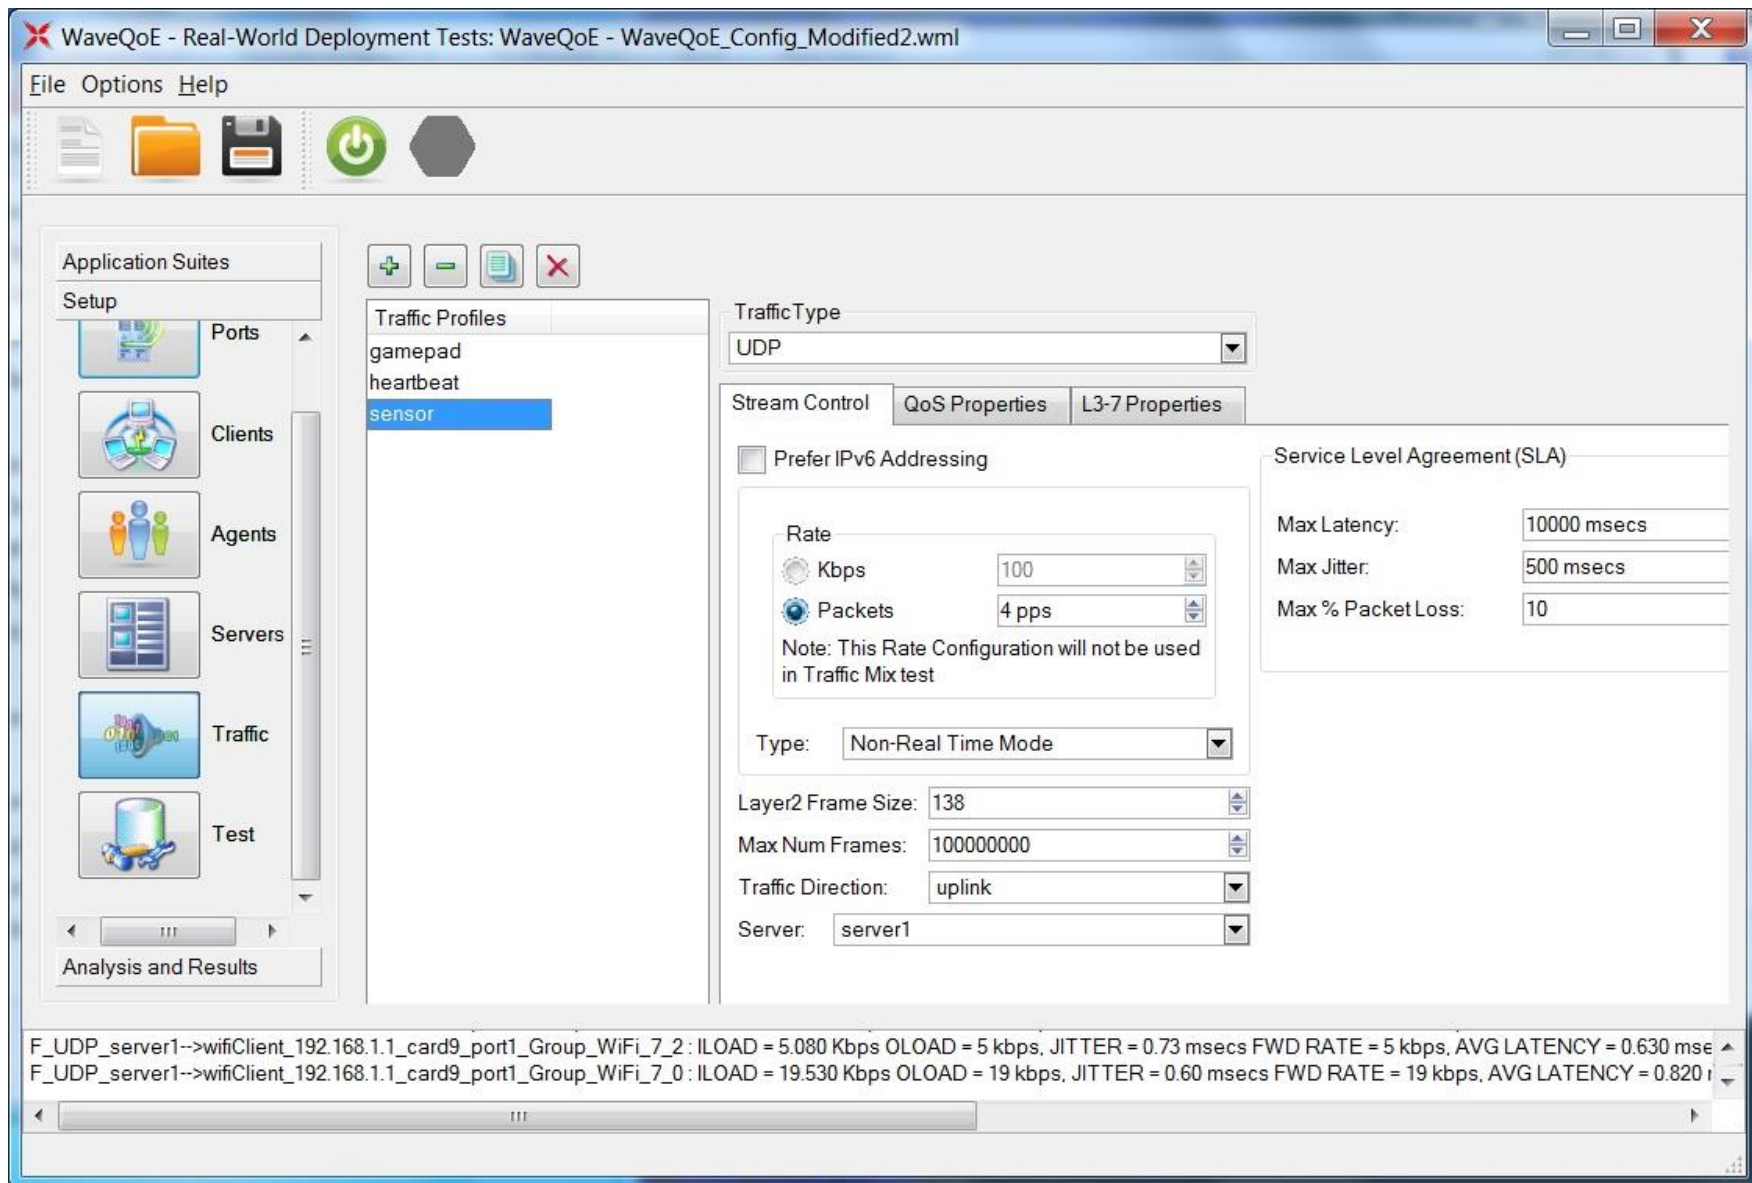 WaveQoE - Real-World Deployment Tests: WaveQoE - WaveQoE_Config_Modified2.wml
File Options Help
Application Suites
Setup
Ports
Clients
Agents
Servers
Traffic
Test
Analysis and Results
Traffic Profiles
gamepad
heartbeat
sensor
Traffic Type
UDP
Stream Control QoS Properties L3-7 Properties
Prefer IPv6 Addressing
Rate
Kbps 100
Packets 4 pps
Note: This Rate Configuration will not be used
in Traffic Mix test
Type: Non-Real Time Mode
Layer2 Frame Size: 138
Max Num Frames: 100000000
Traffic Direction: uplink
Server: server1
Service Level Agreement (SLA)
Max Latency: 10000 msecs
Max Jitter: 500 msecs
Max % Packet Loss: 10
F_UDP_server1-->wifiClient_192.168.1.1_card9_port1_Group_WiFi_7_2 : ILOAD = 5.080 Kbps OLOAD = 5 kbps, JITTER = 0.73 msecs FWD RATE = 5 kbps, AVG LATENCY = 0.630 mse
F_UDP_server1-->wifiClient_192.168.1.1_card9_port1_Group_WiFi_7_0 : ILOAD = 19.530 Kbps OLOAD = 19 kbps, JITTER = 0.60 msecs FWD RATE = 19 kbps, AVG LATENCY = 0.820